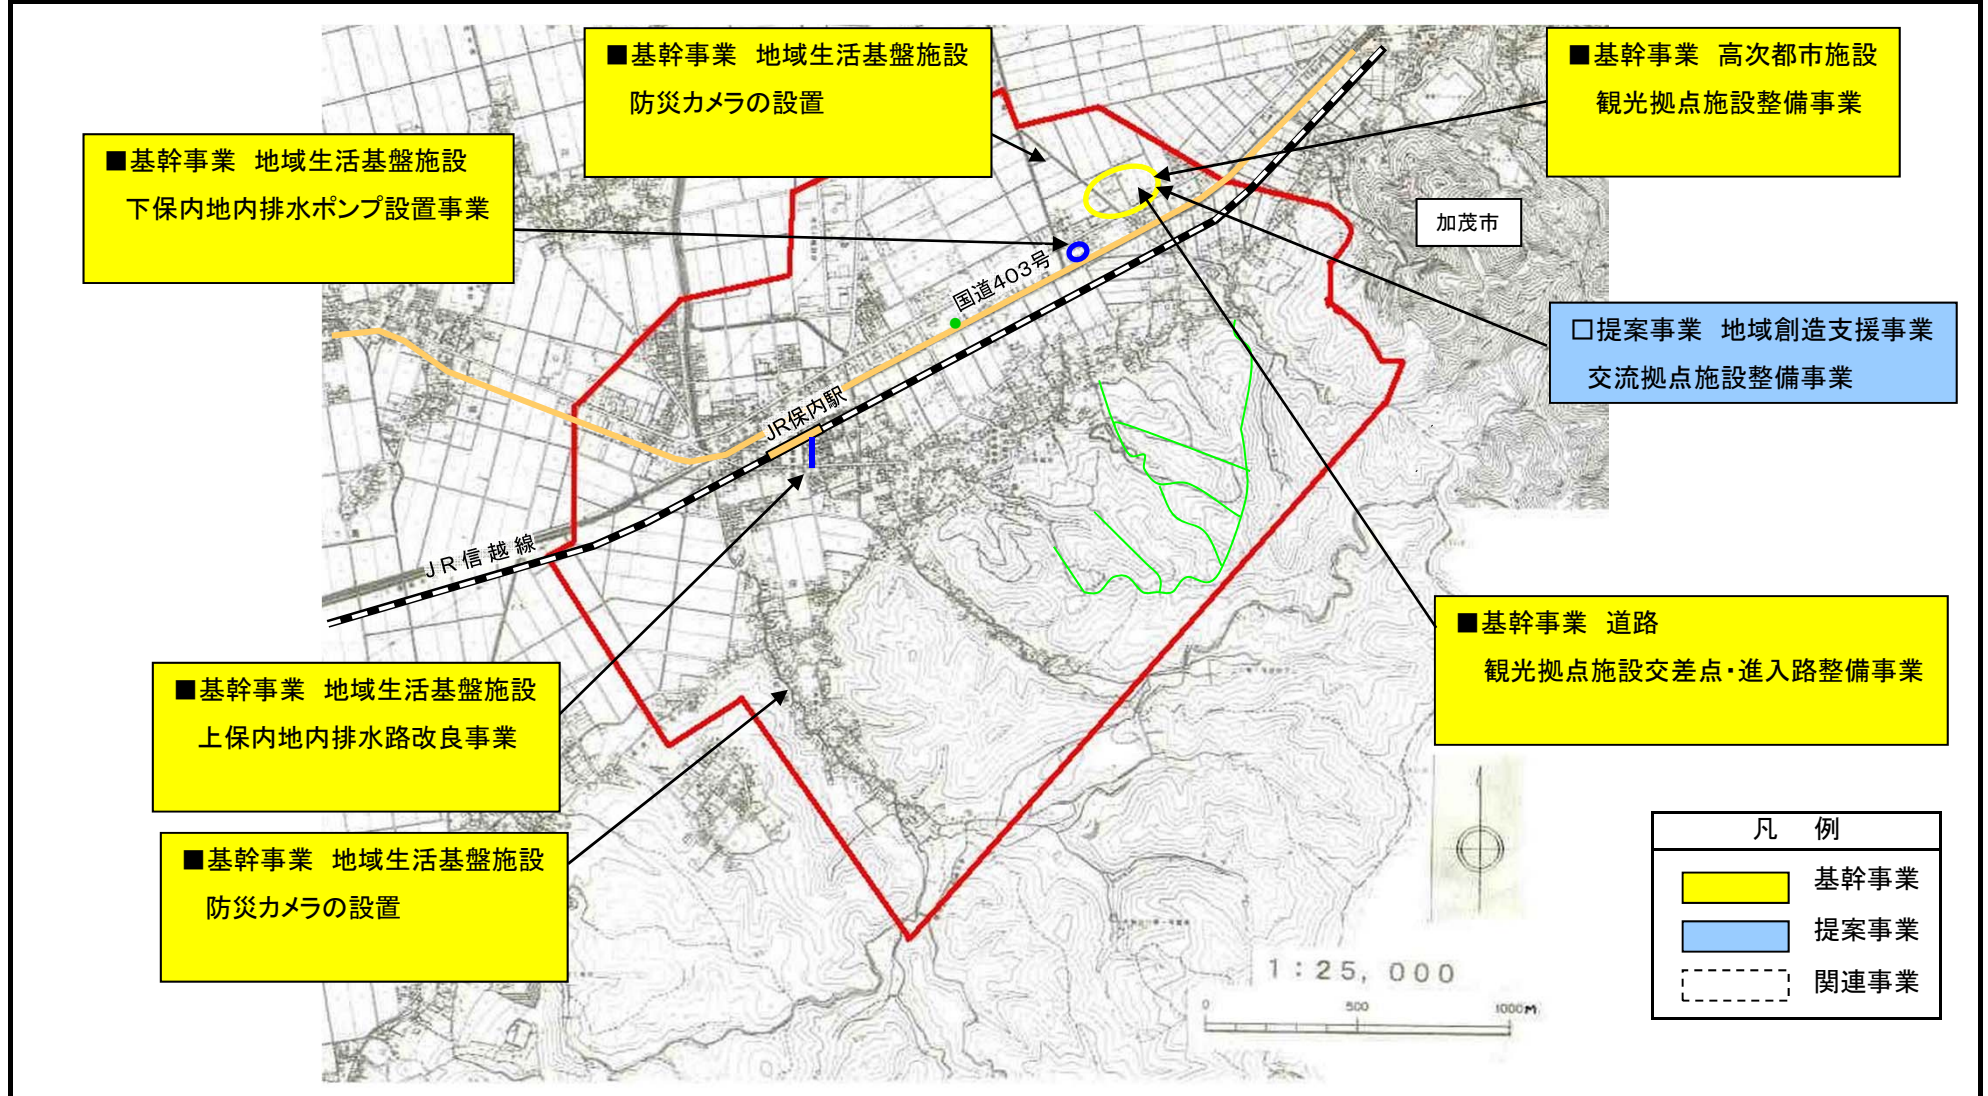 ■基幹事業 地域生活基盤施設
防災カメラの設置
■基幹事業 高次都市施設
観光拠点施設整備事業
■基幹事業 地域生活基盤施設
下保内地内排水ポンプ設置事業
加茂市
国道403号
□提案事業 地域創造支援事業
交流拠点施設整備事業
JR保内駅
JR信越線
■基幹事業 道路
観光拠点施設交差点・進入路整備事業
■基幹事業 地域生活基盤施設
上保内地内排水路改良事業
■基幹事業 地域生活基盤施設
防災カメラの設置
凡 例
基幹事業
提案事業
関連事業
1:25,000
0 500 1000M